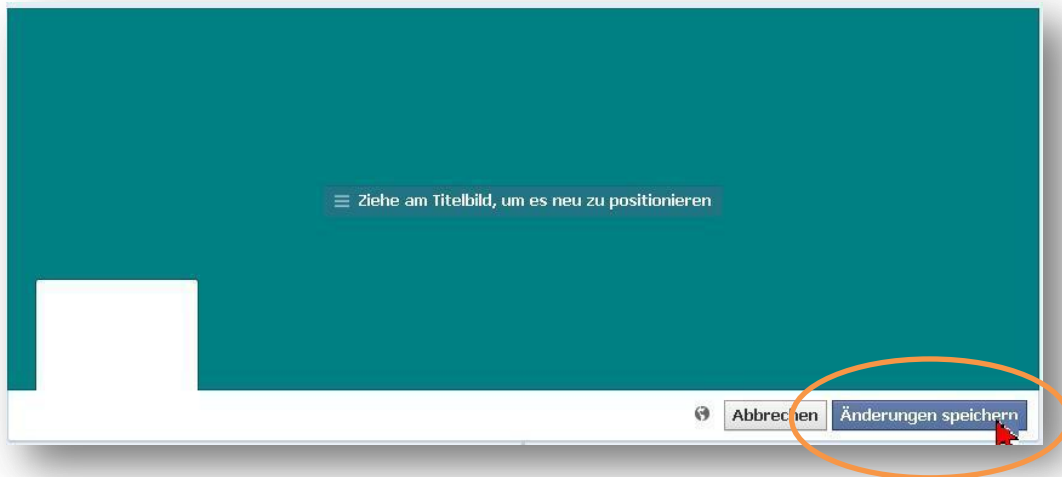 Ziehe am Titelbild, um es neu zu positionieren
Abbrechen Änderungen speichern